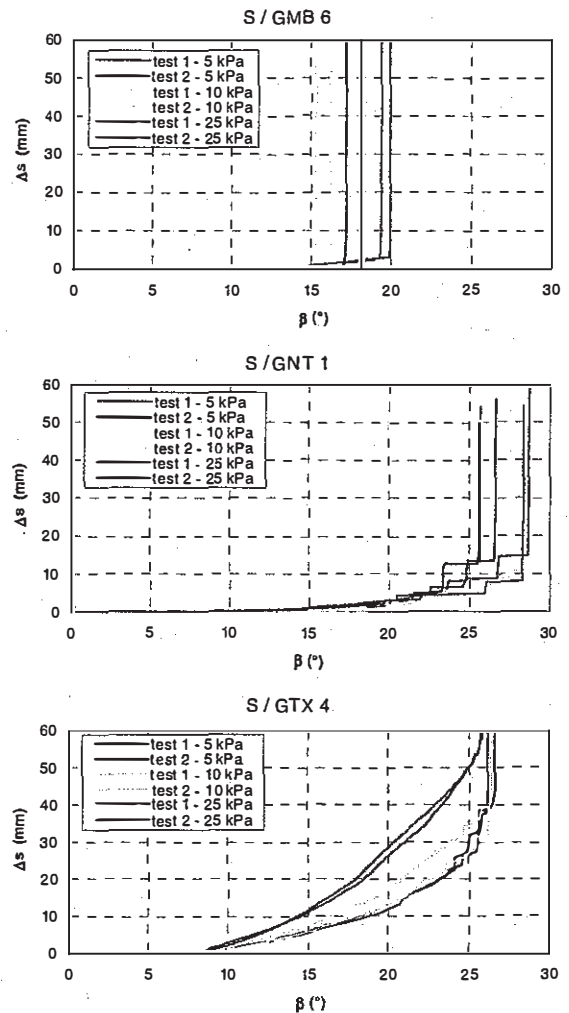 S / GMB 6
60
50
40
30
20
10
0
Δs (mm)
test 1 - 5 kPa
test 2 - 5 kPa
test 1 - 10 kPa
test 2 - 10 kPa
test 1 - 25 kPa
test 2 - 25 kPa
0 5 10 15 20 25 30
β (°)
S / GNT 1
60
50
40
30
20
10
0
Δs (mm)
test 1 - 5 kPa
test 2 - 5 kPa
test 1 - 10 kPa
test 2 - 10 kPa
test 1 - 25 kPa
test 2 - 25 kPa
0 5 10 15 20 25 30
β (°)
S / GTX 4
60
50
40
30
20
10
0
Δs (mm)
test 1 - 5 kPa
test 2 - 5 kPa
test 1 - 10 kPa
test 2 - 10 kPa
test 1 - 25 kPa
test 2 - 25 kPa
0 5 10 15 20 25 30
β (°)